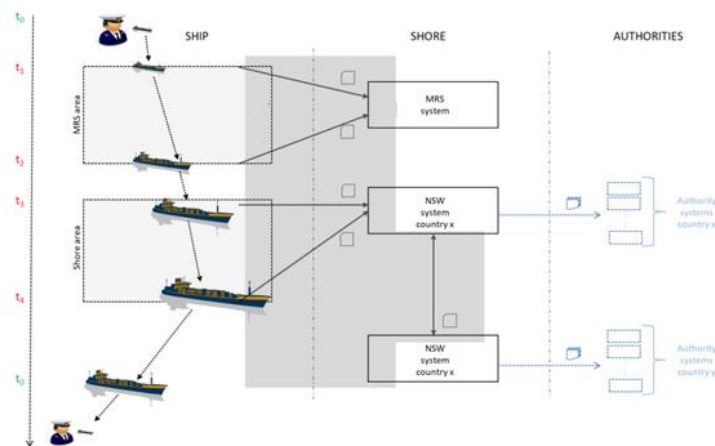 t₀
SHIP
SHORE
AUTHORITIES
t₁
MRS area
MRS
system
t₂
t₃
Shore area
NSW
system
country x
Authority
systems
country x
t₄
NSW
system
country x
Authority
systems
country y
t₀